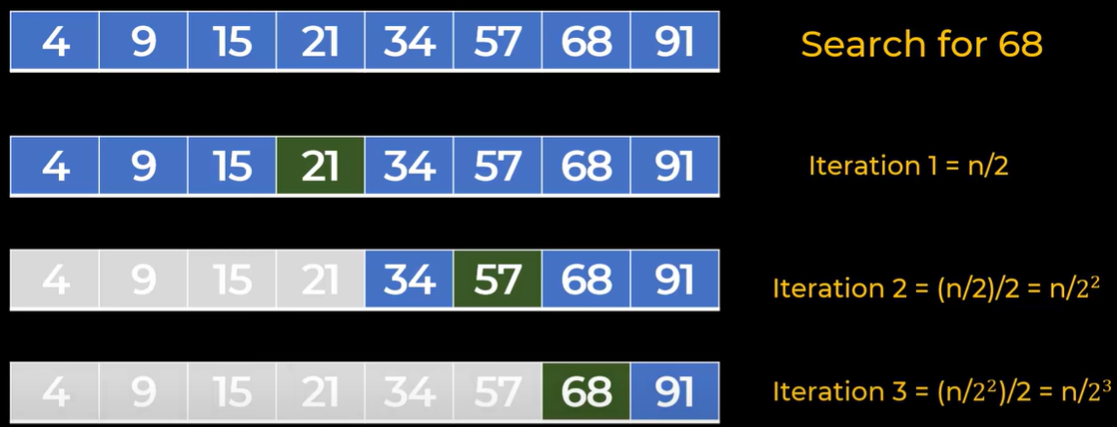 4 9 15 21 34 57 68 91 Search for 68
4 9 15 21 34 57 68 91 Iteration 1 = n/2
4 9 15 21 34 57 68 91 Iteration 2 = (n/2)/2 = n/2²
4 9 15 21 34 57 68 91 Iteration 3 = (n/2²)/2 = n/2³